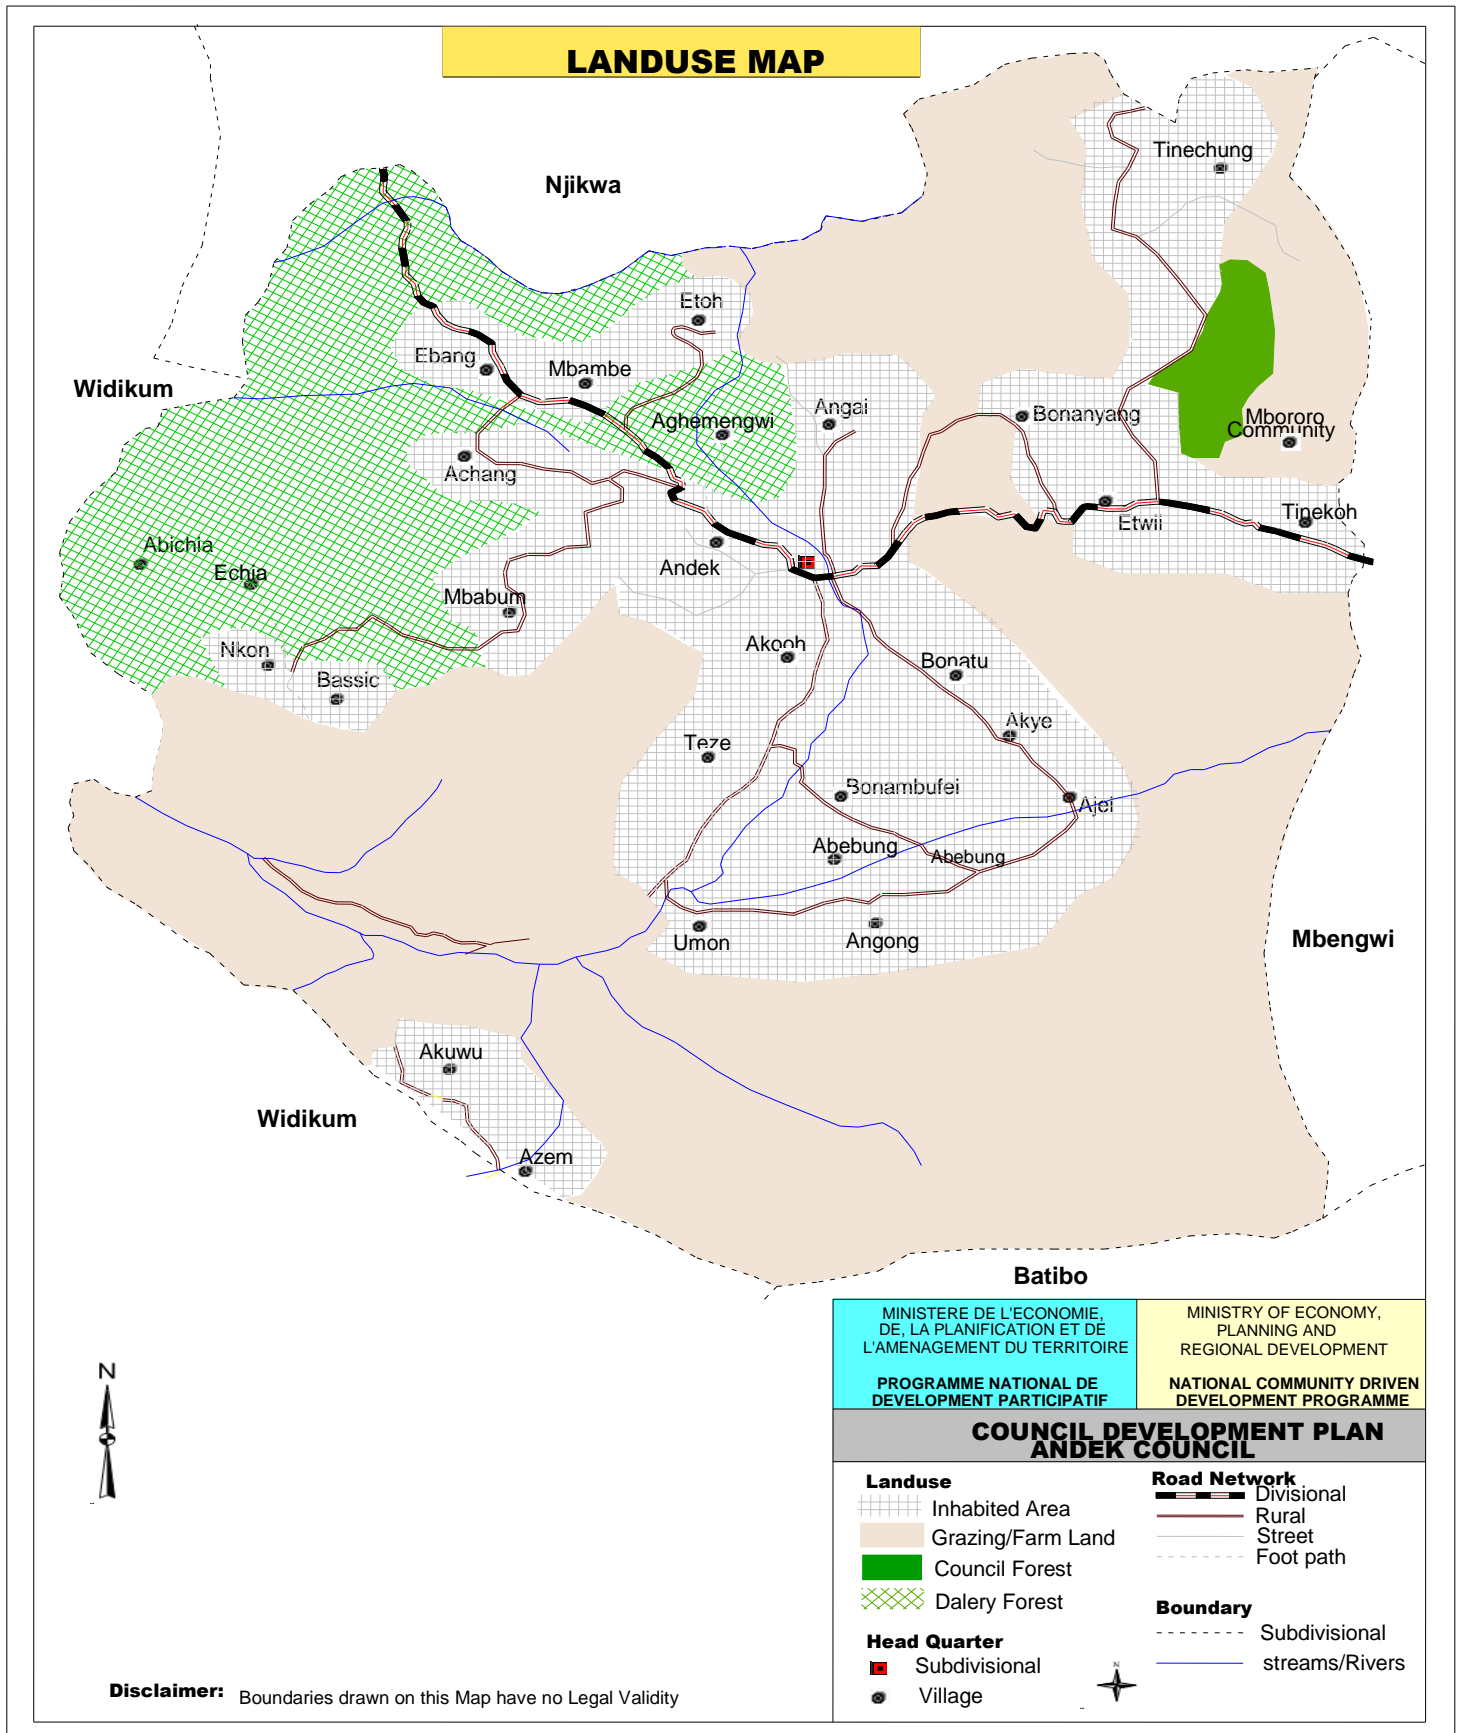 LANDUSE MAP
Tinechung
Njikwa
Etoh
Ebang
Mbambe
Widikum
Aghemengwi
Angai
Bonanyang
Mbororo
Community
Achang
Etwii
Tinekoh
Abichia
Echia
Andek
Mbabum
Nkon
Bassic
Akooh
Bonatu
Akye
Teze
Bonambufei
Ajei
Abebung
Abebung
Umon
Angong
Mbengwi
Akuwu
Widikum
Azem
Batibo
MINISTERE DE L'ECONOMIE,
DE, LA PLANIFICATION ET DE
L'AMENAGEMENT DU TERRITOIRE
PROGRAMME NATIONAL DE
DEVELOPMENT PARTICIPATIF
MINISTRY OF ECONOMY,
PLANNING AND
REGIONAL DEVELOPMENT
NATIONAL COMMUNITY DRIVEN
DEVELOPMENT PROGRAMME
COUNCIL DEVELOPMENT PLAN
ANDEK COUNCIL
Landuse
Inhabited Area
Grazing/Farm Land
Council Forest
Dalery Forest
Head Quarter
Subdivisional
Village
Road Network
Divisional
Rural
Street
Foot path
Boundary
Subdivisional
streams/Rivers
N
N
Disclaimer: Boundaries drawn on this Map have no Legal Validity